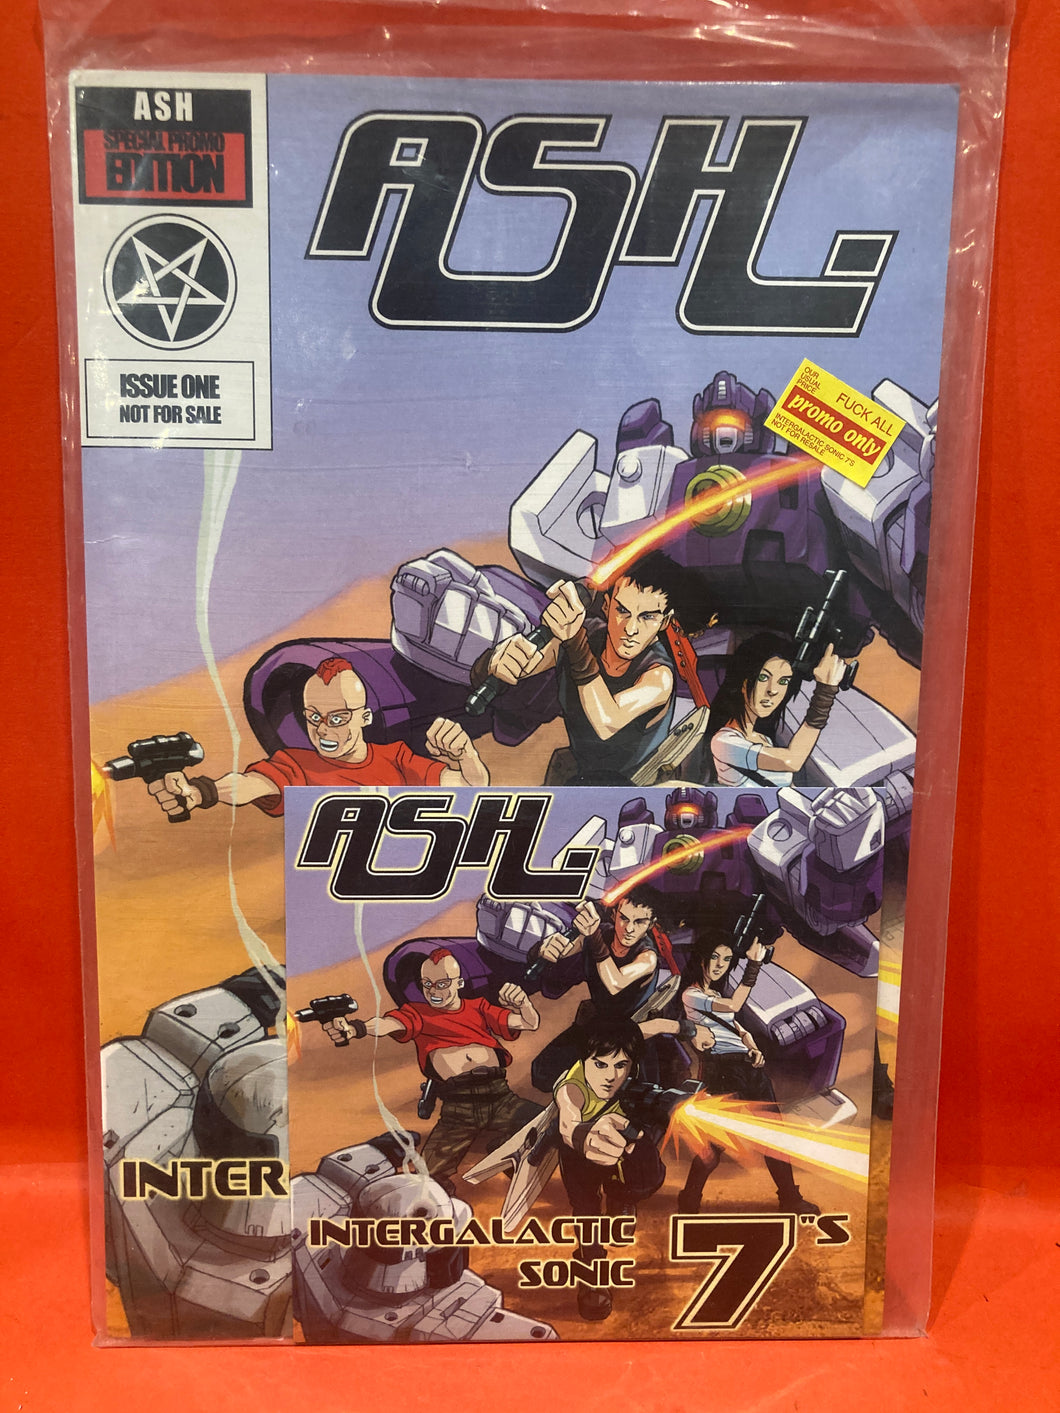 ASH
SPECIAL PROMO
EDITION
ISSUE ONE
NOT FOR SALE
ASH.
OUR
USUAL
PRICE
FUCK ALL
promo only
INTERGALACTIC SONIC 7'S
NOT FOR RESALE
INTER
ASH.
INTERGALACTIC
SONIC
7"S